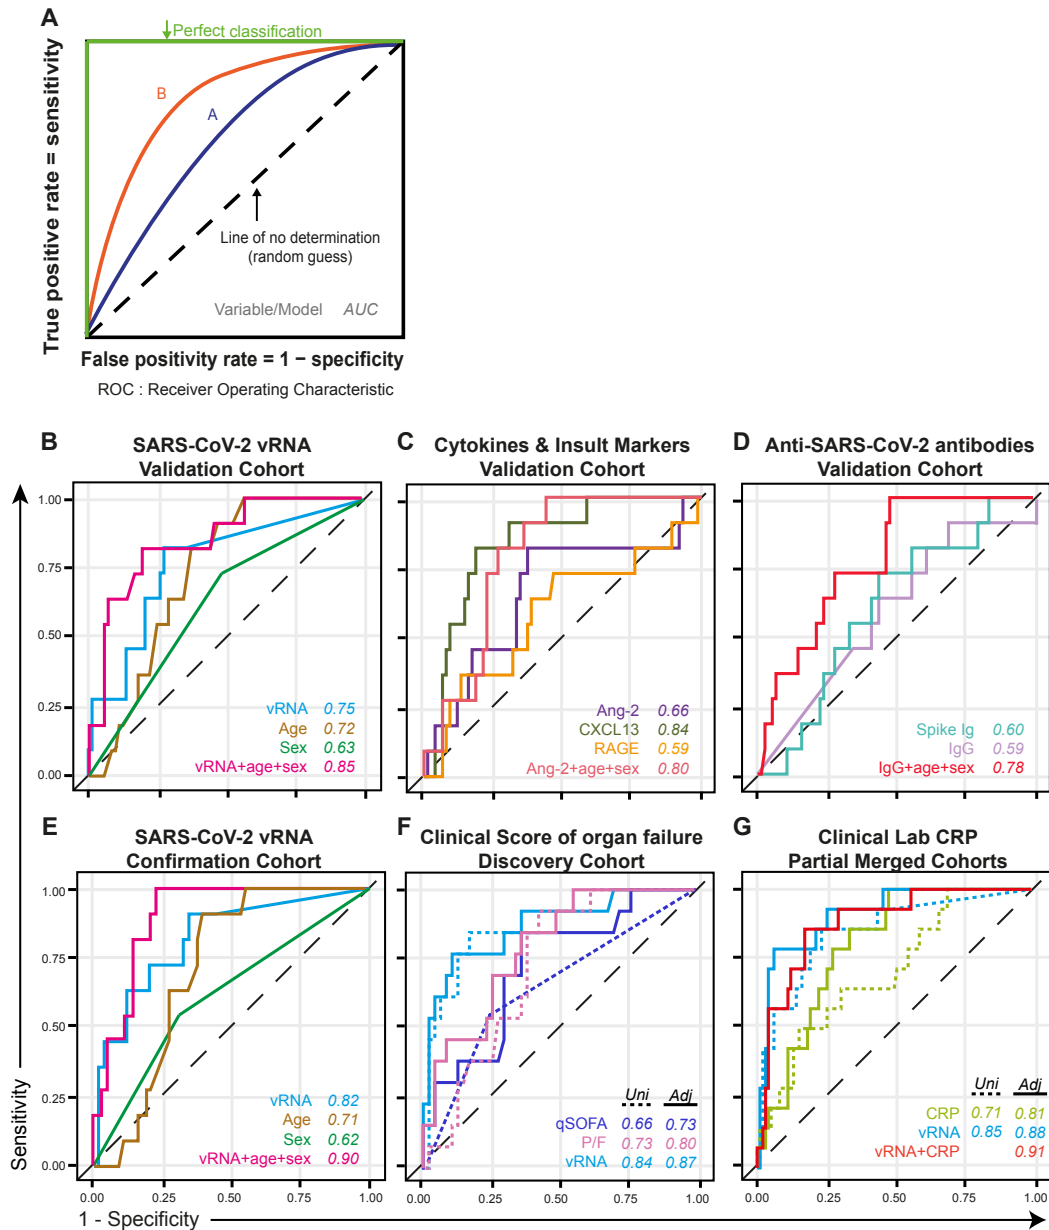 A
Perfect classification
B
A
Line of no determination
(random guess)
Variable/Model AUC
True positive rate = sensitivity
False positivity rate = 1 − specificity
ROC : Receiver Operating Characteristic
B
SARS-CoV-2 vRNA
Validation Cohort
1.00
0.75
0.50
0.25
0.00
vRNA 0.75
Age 0.72
Sex 0.63
vRNA+age+sex 0.85
C
Cytokines & Insult Markers
Validation Cohort
Ang-2 0.66
CXCL13 0.84
RAGE 0.59
Ang-2+age+sex 0.80
D
Anti-SARS-CoV-2 antibodies
Validation Cohort
Spike Ig 0.60
IgG 0.59
IgG+age+sex 0.78
E
SARS-CoV-2 vRNA
Confirmation Cohort
1.00
0.75
0.50
0.25
0.00
vRNA 0.82
Age 0.71
Sex 0.62
vRNA+age+sex 0.90
0.00 0.25 0.50 0.75 1.00
F
Clinical Score of organ failure
Discovery Cohort
Uni Adj
qSOFA 0.66 0.73
P/F 0.73 0.80
vRNA 0.84 0.87
0.00 0.25 0.50 0.75 1.00
G
Clinical Lab CRP
Partial Merged Cohorts
Uni Adj
CRP 0.71 0.81
vRNA 0.85 0.88
vRNA+CRP 0.91
0.00 0.25 0.50 0.75 1.00
Sensitivity
1 - Specificity